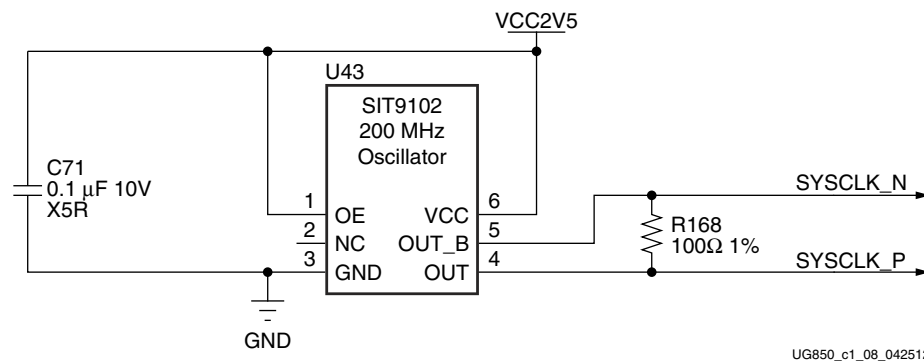 VCC2V5
U43
SIT9102
200 MHz
Oscillator
C71
0.1 μF 10V
X5R
1
OE
VCC
6
2
NC
OUT_B
5
3
GND
OUT
4
SYSCLK_N
R168
100Ω 1%
SYSCLK_P
GND